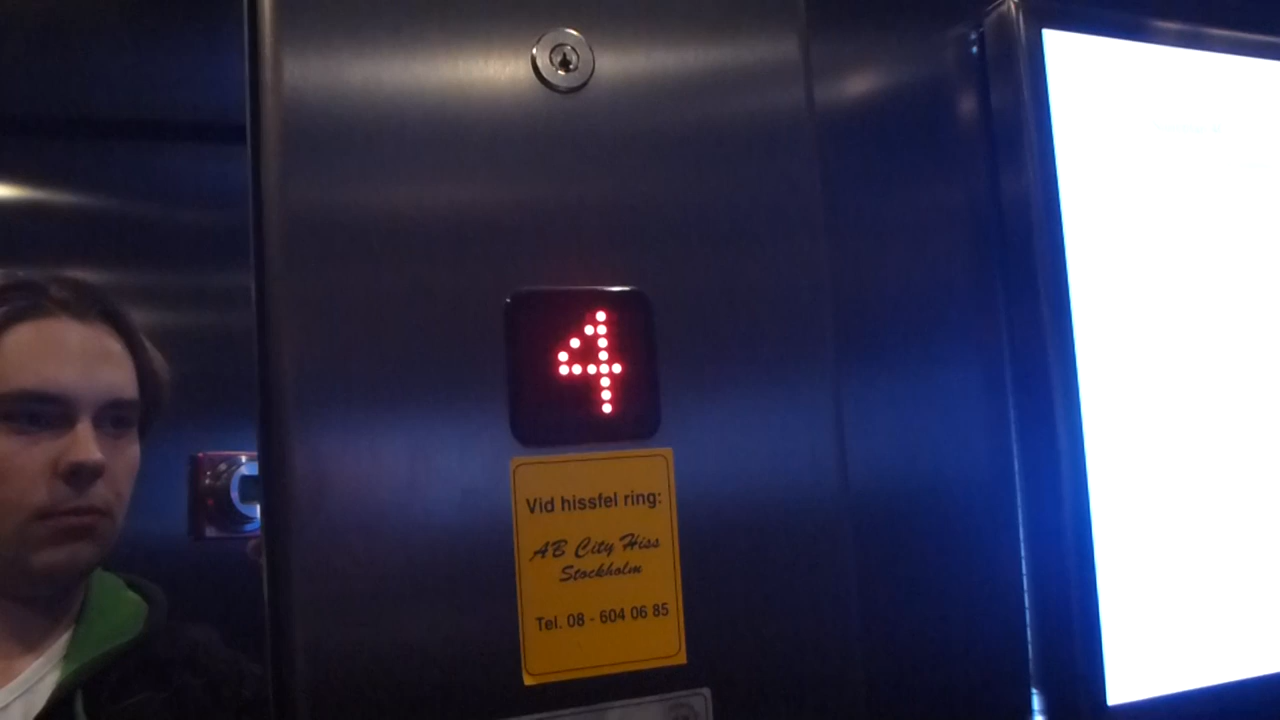 4
Vid hissfel ring:
AB City Hiss
Stockholm
Tel. 08 - 604 06 85